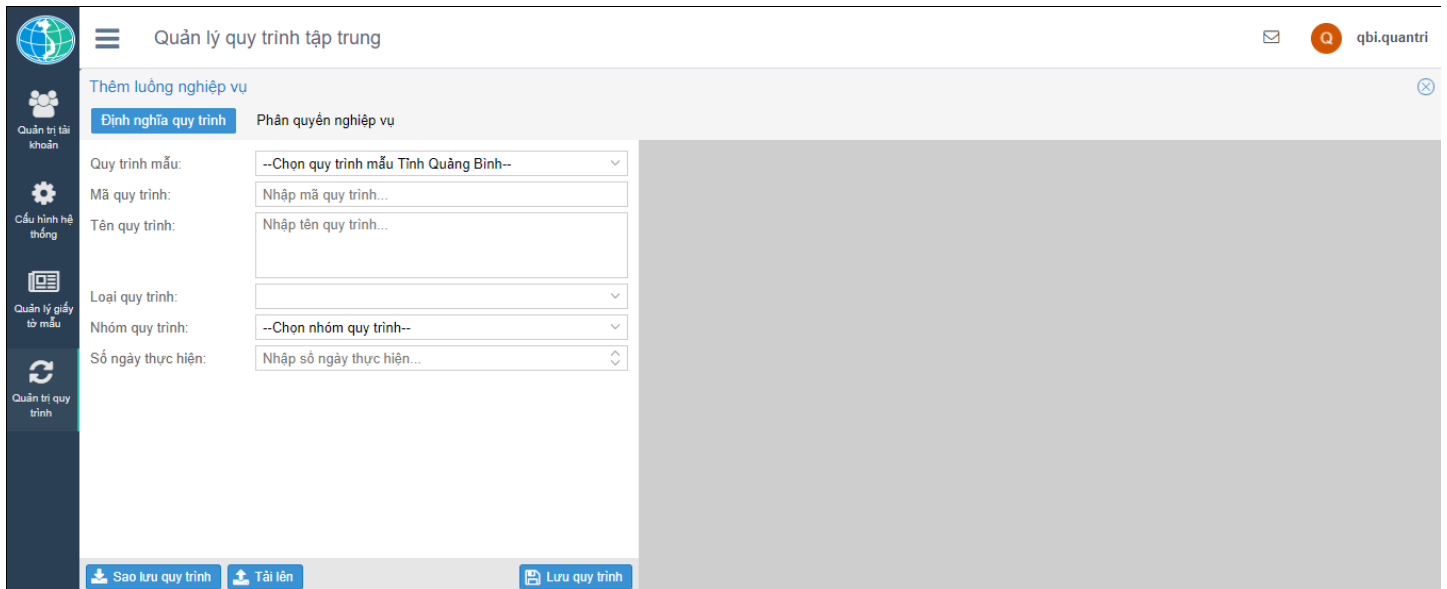 Quản lý quy trình tập trung
Q
qbi.quantri
Quản trị tài
khoản
Cấu hình hệ
thống
Quản lý giấy
tờ mẫu
Quản trị quy
trình
Thêm luồng nghiệp vụ
Định nghĩa quy trình
Phân quyền nghiệp vụ
Quy trình mẫu:
--Chọn quy trình mẫu Tỉnh Quảng Bình--
Mã quy trình:
Nhập mã quy trình...
Tên quy trình:
Nhập tên quy trình...
Loại quy trình:
Nhóm quy trình:
--Chọn nhóm quy trình--
Số ngày thực hiện:
Nhập số ngày thực hiện...
Sao lưu quy trình
Tải lên
Lưu quy trình